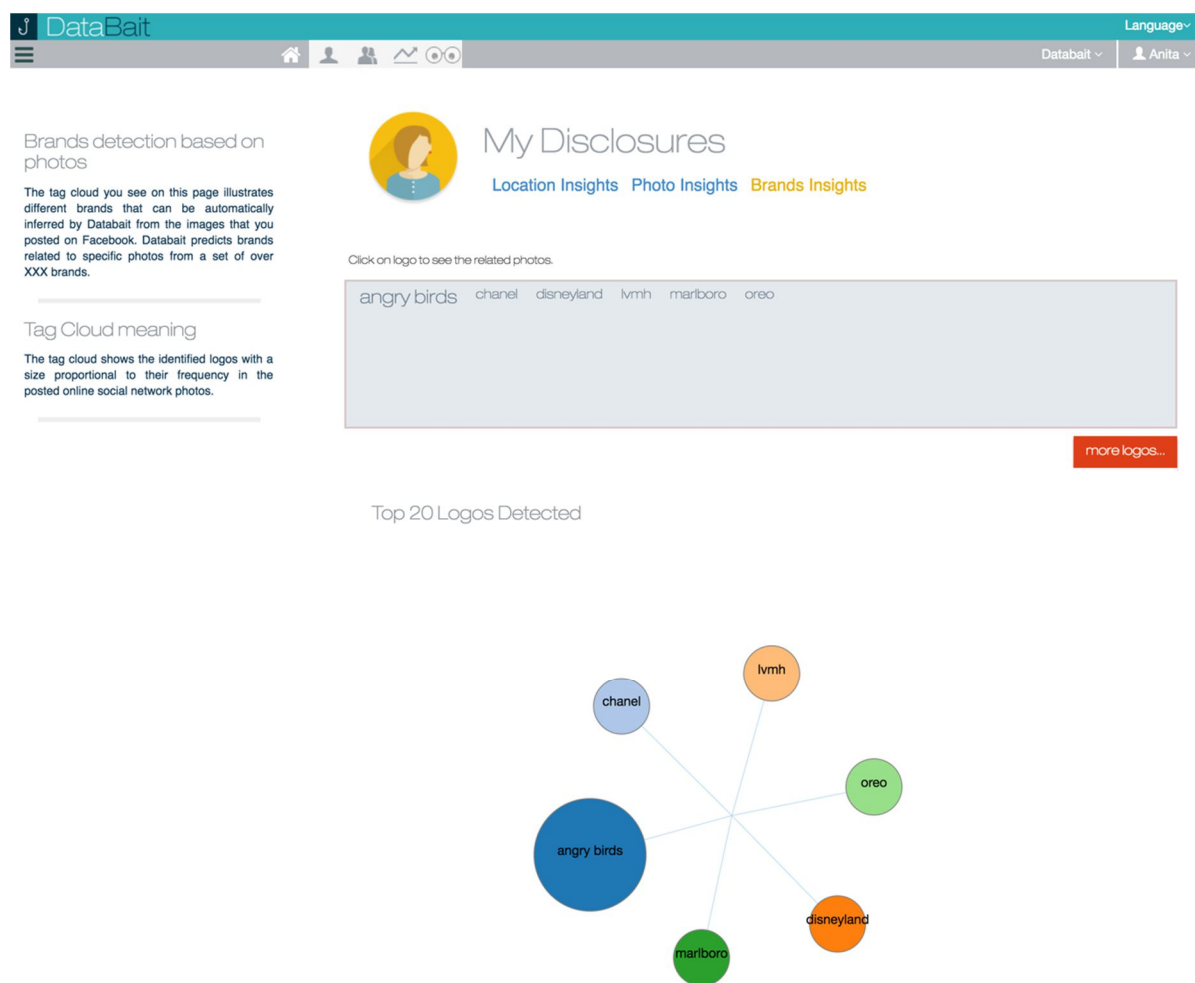 DataBait
Language
Databait
Anita
Brands detection based on
photos
The tag cloud you see on this page illustrates
different brands that can be automatically
inferred by Databait from the images that you
posted on Facebook. Databait predicts brands
related to specific photos from a set of over
XXX brands.
Tag Cloud meaning
The tag cloud shows the identified logos with a
size proportional to their frequency in the
posted online social network photos.
My Disclosures
Location Insights Photo Insights Brands Insights
Click on logo to see the related photos.
angry birds chanel disneyland lvmh marlboro oreo
more logos...
Top 20 Logos Detected
lvmh
chanel
oreo
angry birds
disneyland
marlboro